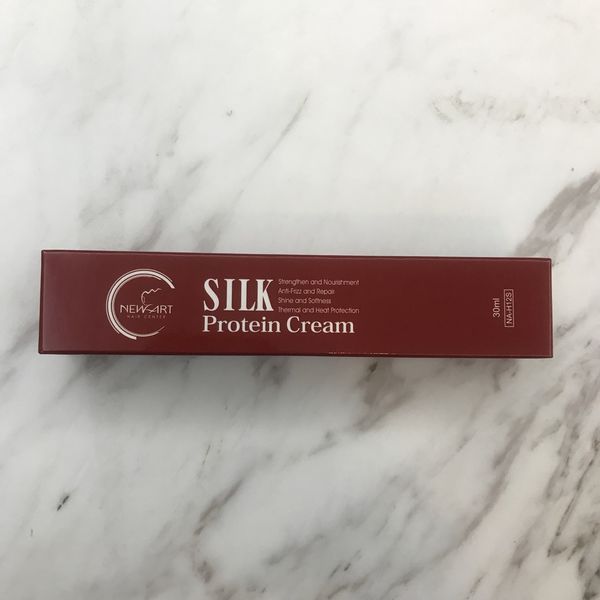 NEWART
HAIR CENTER
SILK
Protein Cream
Strengthen and Nourishment
Anti-Frizz and Repair
Shine and Softness
Thermal and Heat Protection
30ml
NA-H12S